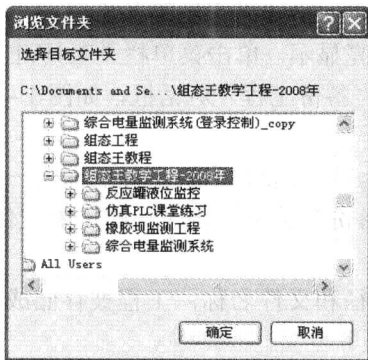 浏览文件夹
选择目标文件夹
C:\Documents and Se...\组态王教学工程-2008年
综合电量监测系统(登录控制)_copy
组态工程
组态王教程
组态王教学工程-2008年
反应罐液位监控
仿真PLC课堂练习
橡胶坝监测工程
综合电量监测系统
All Users
确定
取消